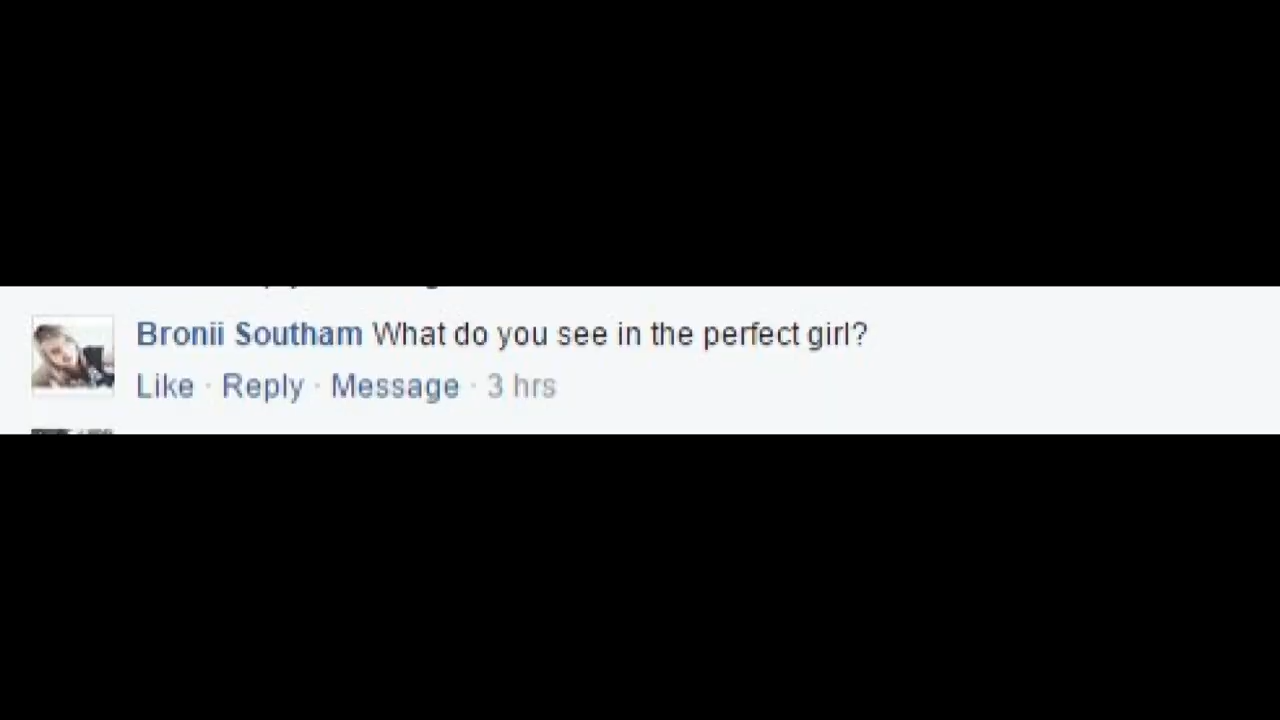 Bronii Southam What do you see in the perfect girl?
Like · Reply · Message · 3 hrs